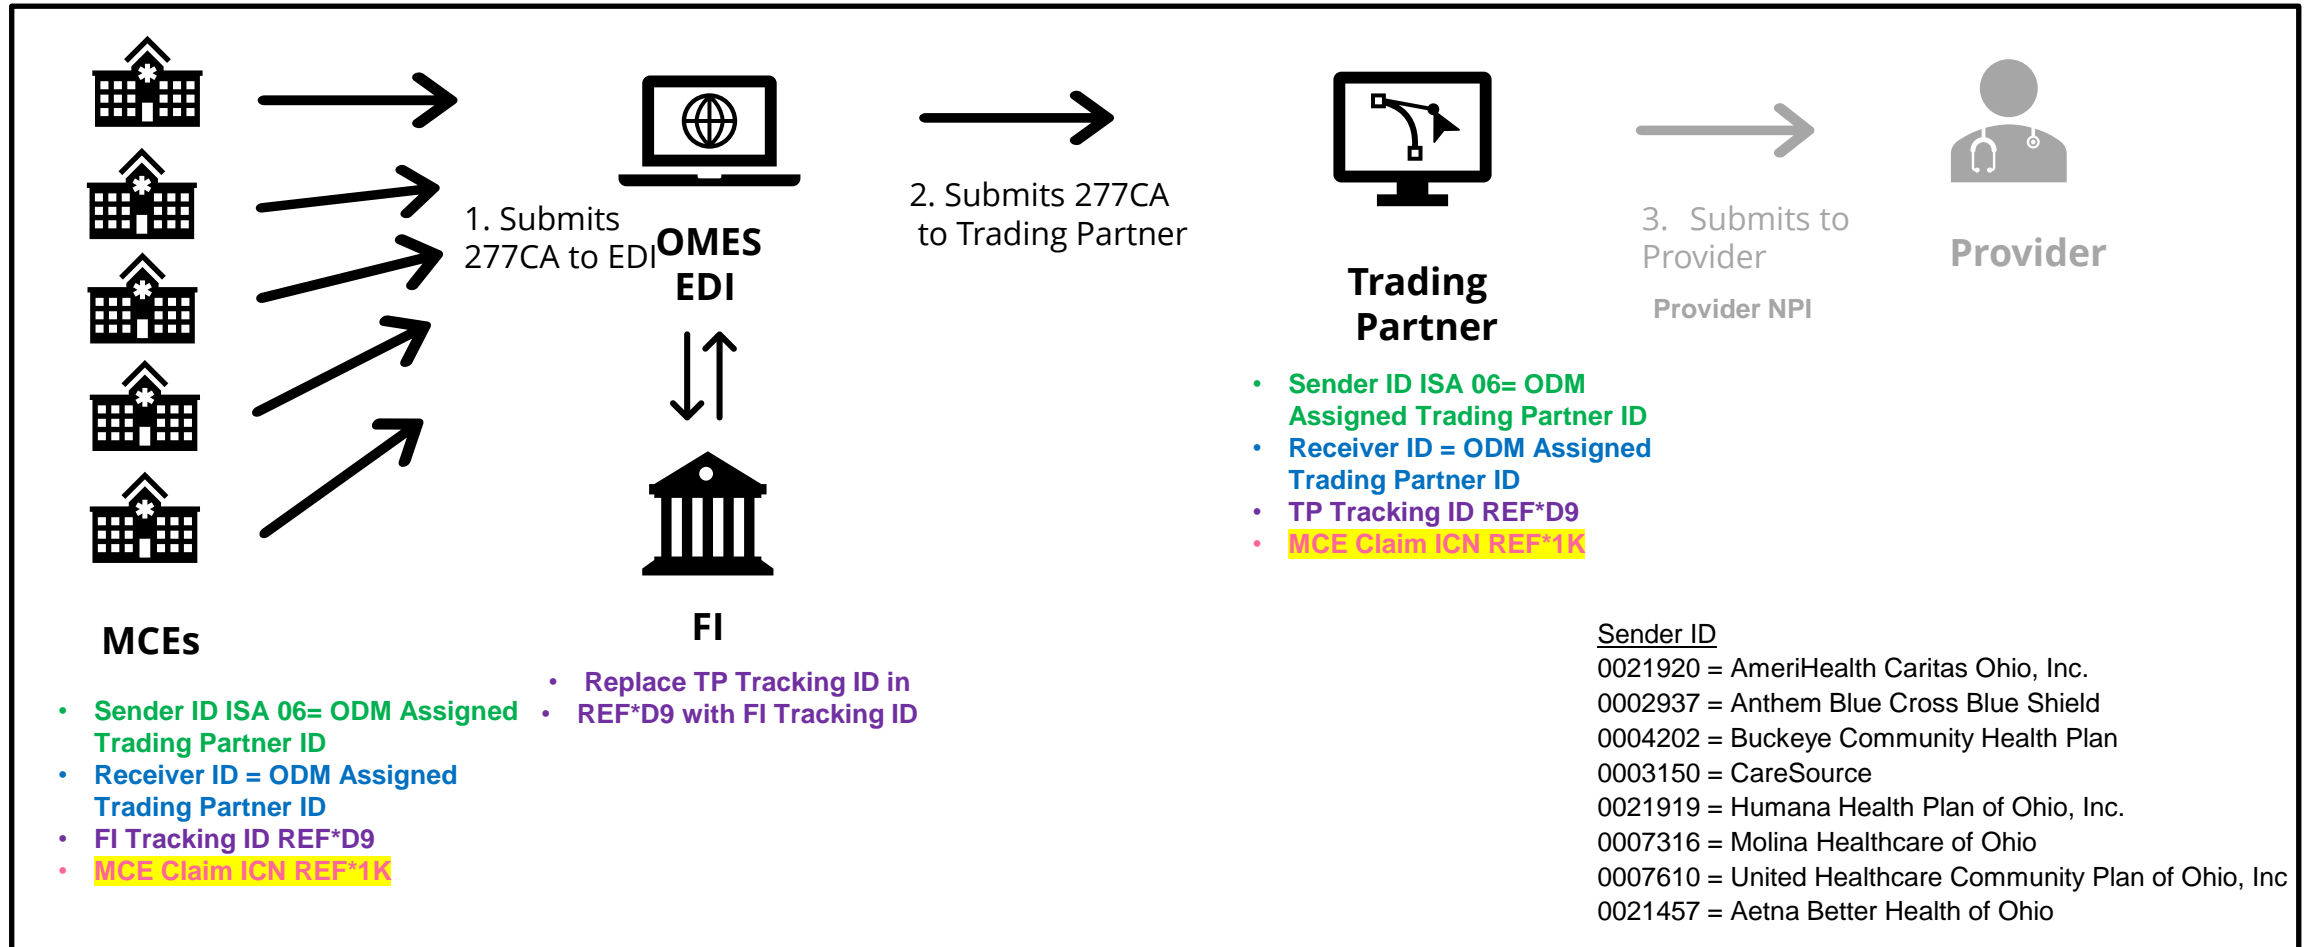 1. Submits
277CA to EDI
OMES
EDI
2. Submits 277CA
to Trading Partner
Trading
Partner
3. Submits to
Provider
Provider NPI
Provider
MCEs
• Sender ID ISA 06= ODM Assigned
Trading Partner ID
• Receiver ID = ODM Assigned
Trading Partner ID
• FI Tracking ID REF*D9
• MCE Claim ICN REF*1K
FI
• Replace TP Tracking ID in
• REF*D9 with FI Tracking ID
• Sender ID ISA 06= ODM
Assigned Trading Partner ID
• Receiver ID = ODM Assigned
Trading Partner ID
• TP Tracking ID REF*D9
• MCE Claim ICN REF*1K
Sender ID
0021920 = AmeriHealth Caritas Ohio, Inc.
0002937 = Anthem Blue Cross Blue Shield
0004202 = Buckeye Community Health Plan
0003150 = CareSource
0021919 = Humana Health Plan of Ohio, Inc.
0007316 = Molina Healthcare of Ohio
0007610 = United Healthcare Community Plan of Ohio, Inc
0021457 = Aetna Better Health of Ohio